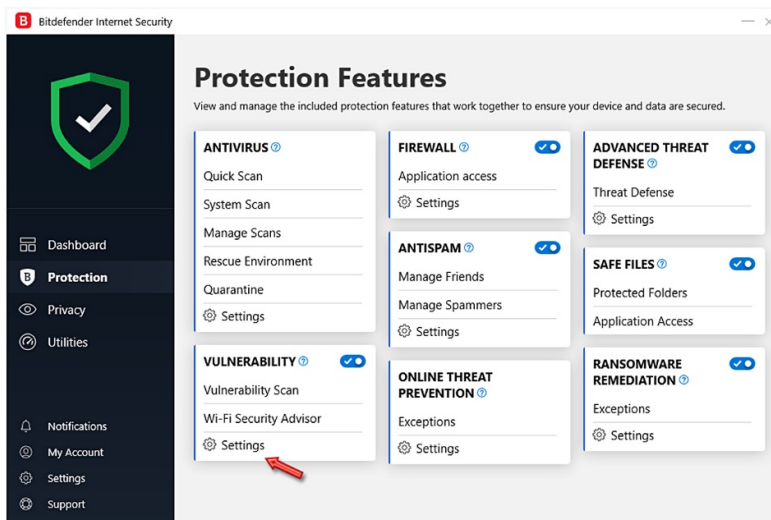 B Bitdefender Internet Security
Protection Features
View and manage the included protection features that work together to ensure your device and data are secured.
Dashboard
B Protection
Privacy
Utilities
Notifications
My Account
Settings
Support
ANTIVIRUS ?
Quick Scan
System Scan
Manage Scans
Rescue Environment
Quarantine
Settings
VULNERABILITY ?
Vulnerability Scan
Wi-Fi Security Advisor
Settings
FIREWALL ?
Application access
Settings
ANTISPAM ?
Manage Friends
Manage Spammers
Settings
ONLINE THREAT
PREVENTION ?
Exceptions
Settings
ADVANCED THREAT
DEFENSE ?
Threat Defense
Settings
SAFE FILES ?
Protected Folders
Application Access
RANSOMWARE
REMEDIATION ?
Exceptions
Settings